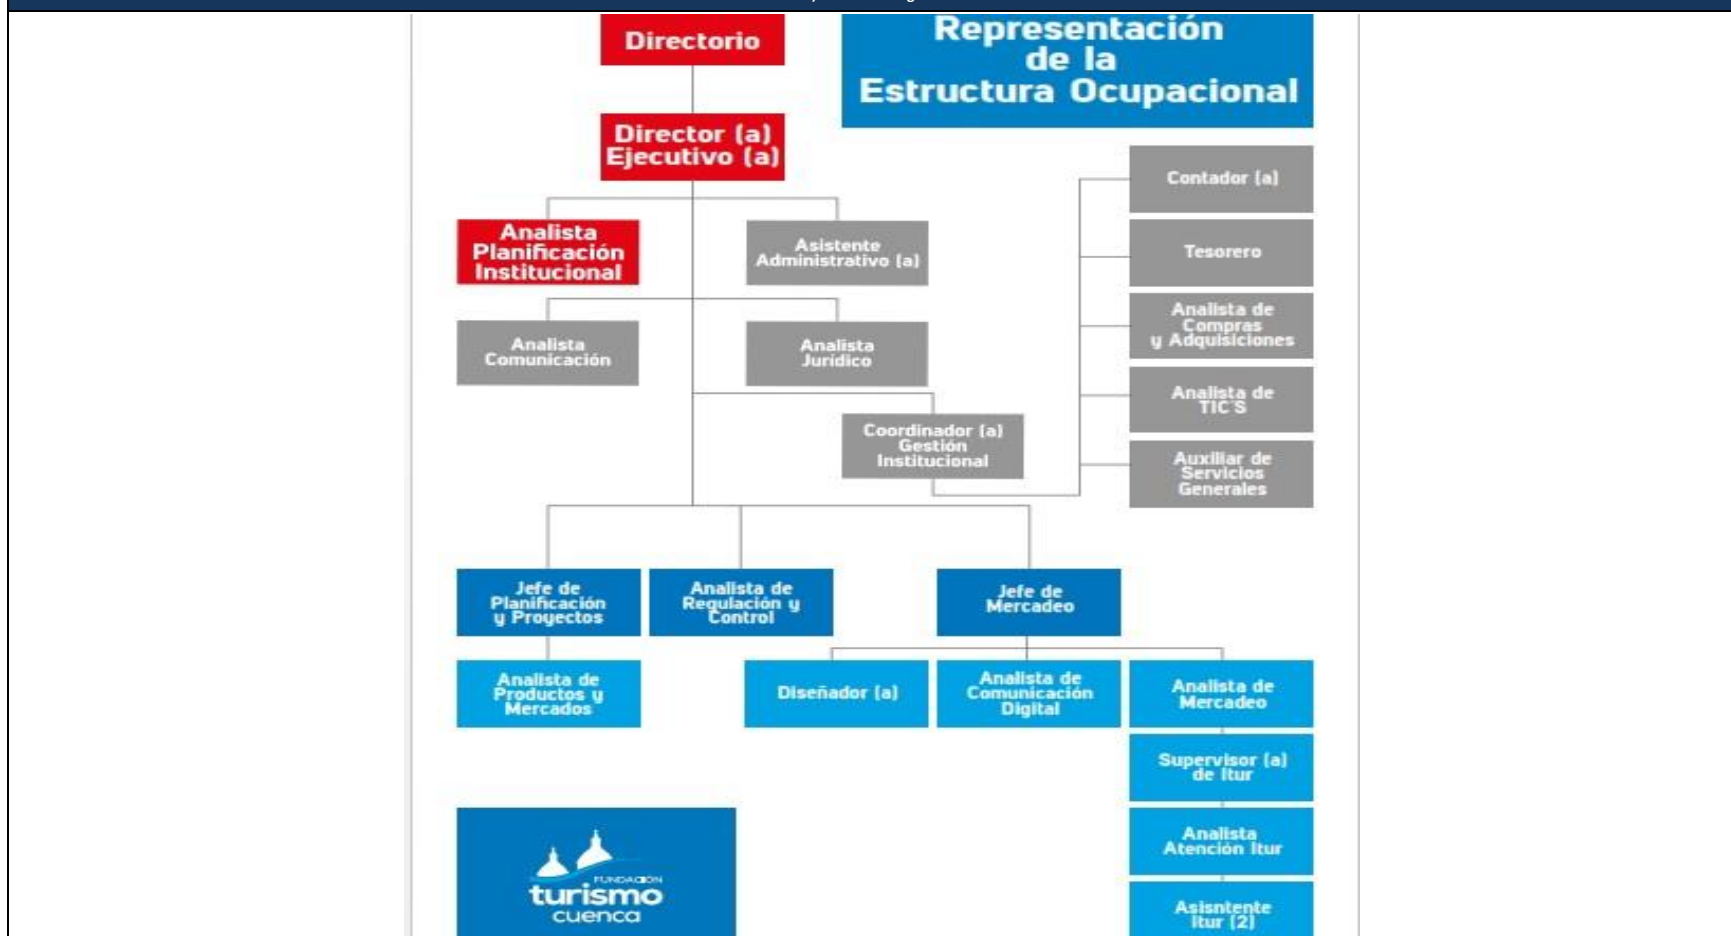 Directorio
Representación
de la
Estructura Ocupacional
Director (a)
Ejecutivo (a)
Contador (a)
Analista
Planificación
Institucional
Asistente
Administrativo (a)
Tesorero
Analista
Comunicación
Analista
Jurídico
Analista de
Compras
y Adquisiciones
Analista de
TIC'S
Coordinador (a)
Gestión
Institucional
Auxiliar de
Servicios
Generales
Jefe de
Planificación
y Proyectos
Analista de
Regulación y
Control
Jefe de
Mercadeo
Analista de
Productos y
Mercados
Diseñador (a)
Analista de
Comunicación
Digital
Analista de
Mercadeo
Supervisor (a)
de Itur
Analista
Atención Itur
Asisntente
Itur (2)
FUNDACIÓN
turismo
cuenca